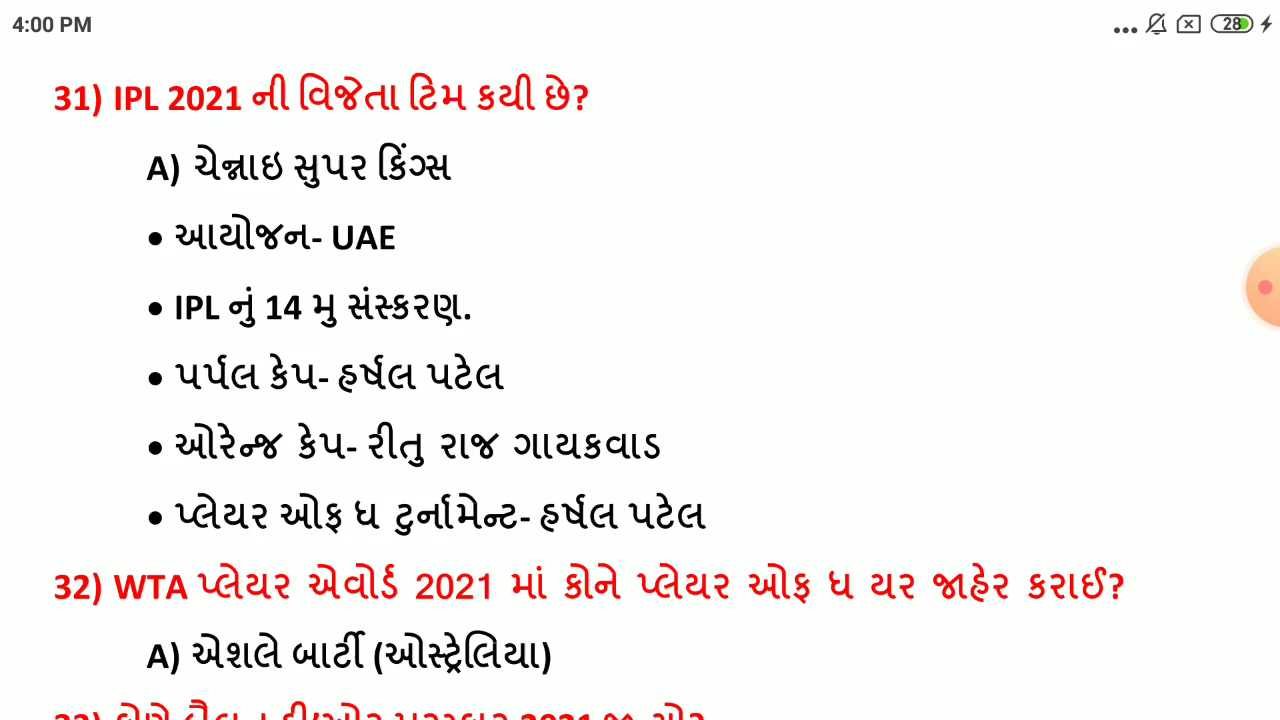 4:00 PM
28
31) IPL 2021 ની વિજેતા ટિમ કયી છે?
A) ચેન્નાઇ સુપર કિંગ્સ
• આયોજન- UAE
• IPL નું 14 મુ સંસ્કરણ.
• પર્પલ કેપ- હર્ષલ પટેલ
• ઓરેન્જ કેપ- રીતુ રાજ ગાયકવાડ
• પ્લેયર ઓફ ધ ટુર્નામેન્ટ- હર્ષલ પટેલ
32) WTA પ્લેયર એવોર્ડ 2021 માં કોને પ્લેયર ઓફ ધ યર જાહેર કરાઈ?
A) એશલે બાર્ટી (ઓસ્ટ્રેલિયા)